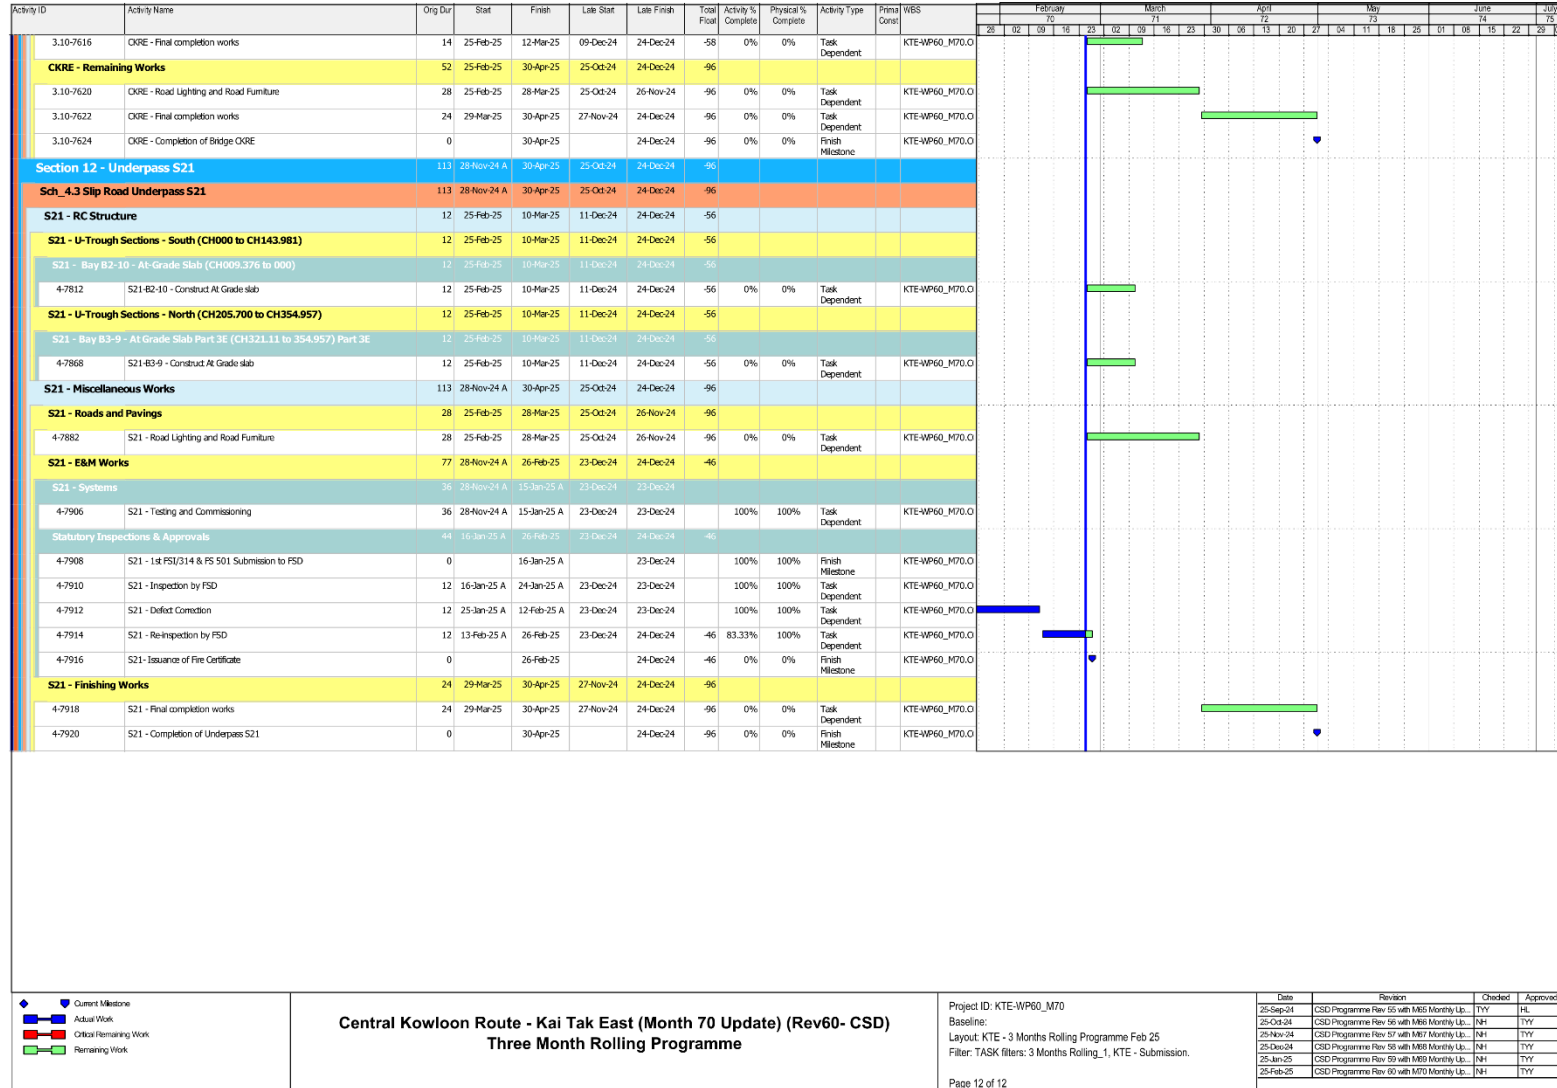 Activity ID Activity Name Orig Dur Start Finish Late Start Late Finish Total Float Activity % Complete Physical % Complete Activity Type Prima Const WBS
February March April May June July
70 71 72 73 74 75
26 02 09 16 23 02 09 16 23 30 06 13 20 27 04 11 18 25 01 08 15 22 29
3.10-7616 CKRE - Final completion works 14 25-Feb-25 12-Mar-25 09-Dec-24 24-Dec-24 -58 0% 0% Task Dependent KTE-WP60_M70.O
CKRE - Remaining Works 52 25-Feb-25 30-Apr-25 25-Oct-24 24-Dec-24 -96
3.10-7620 CKRE - Road Lighting and Road Furniture 28 25-Feb-25 28-Mar-25 25-Oct-24 26-Nov-24 -96 0% 0% Task Dependent KTE-WP60_M70.O
3.10-7622 CKRE - Final completion works 24 29-Mar-25 30-Apr-25 27-Nov-24 24-Dec-24 -96 0% 0% Task Dependent KTE-WP60_M70.O
3.10-7624 CKRE - Completion of Bridge CKRE 0 30-Apr-25 24-Dec-24 -96 0% 0% Finish Milestone KTE-WP60_M70.O
Section 12 - Underpass S21 113 28-Nov-24 A 30-Apr-25 25-Oct-24 24-Dec-24 -96
Sch_4.3 Slip Road Underpass S21 113 28-Nov-24 A 30-Apr-25 25-Oct-24 24-Dec-24 -96
S21 - RC Structure 12 25-Feb-25 10-Mar-25 11-Dec-24 24-Dec-24 -56
S21 - U-Trough Sections - South (CH000 to CH143.981) 12 25-Feb-25 10-Mar-25 11-Dec-24 24-Dec-24 -56
S21 - Bay B2-10 - At-Grade Slab (CH009.376 to 000) 12 25-Feb-25 10-Mar-25 11-Dec-24 24-Dec-24 -56
4-7812 S21-B2-10 - Construct At Grade slab 12 25-Feb-25 10-Mar-25 11-Dec-24 24-Dec-24 -56 0% 0% Task Dependent KTE-WP60_M70.O
S21 - U-Trough Sections - North (CH205.700 to CH354.957) 12 25-Feb-25 10-Mar-25 11-Dec-24 24-Dec-24 -56
S21 - Bay B3-9 - At Grade Slab Part 3E (CH321.11 to 354.957) Part 3E 12 25-Feb-25 10-Mar-25 11-Dec-24 24-Dec-24 -56
4-7868 S21-B3-9 - Construct At Grade slab 12 25-Feb-25 10-Mar-25 11-Dec-24 24-Dec-24 -56 0% 0% Task Dependent KTE-WP60_M70.O
S21 - Miscellaneous Works 113 28-Nov-24 A 30-Apr-25 25-Oct-24 24-Dec-24 -96
S21 - Roads and Pavings 28 25-Feb-25 28-Mar-25 25-Oct-24 26-Nov-24 -96
4-7882 S21 - Road Lighting and Road Furniture 28 25-Feb-25 28-Mar-25 25-Oct-24 26-Nov-24 -96 0% 0% Task Dependent KTE-WP60_M70.O
S21 - E&M Works 77 28-Nov-24 A 26-Feb-25 23-Dec-24 24-Dec-24 -46
S21 - Systems 36 28-Nov-24 A 15-Jan-25 A 23-Dec-24 23-Dec-24
4-7906 S21 - Testing and Commissioning 36 28-Nov-24 A 15-Jan-25 A 23-Dec-24 23-Dec-24 100% 100% Task Dependent KTE-WP60_M70.O
Statutory Inspections & Approvals 44 16-Jan-25 A 26-Feb-25 23-Dec-24 24-Dec-24 -46
4-7908 S21 - 1st FSI/314 & FS 501 Submission to FSD 0 16-Jan-25 A 23-Dec-24 100% 100% Finish Milestone KTE-WP60_M70.O
4-7910 S21 - Inspection by FSD 12 16-Jan-25 A 24-Jan-25 A 23-Dec-24 23-Dec-24 100% 100% Task Dependent KTE-WP60_M70.O
4-7912 S21 - Defect Correction 12 25-Jan-25 A 12-Feb-25 A 23-Dec-24 23-Dec-24 100% 100% Task Dependent KTE-WP60_M70.O
4-7914 S21 - Re-inspection by FSD 12 13-Feb-25 A 26-Feb-25 23-Dec-24 24-Dec-24 -46 83.33% 100% Task Dependent KTE-WP60_M70.O
4-7916 S21- Issuance of Fire Certificate 0 26-Feb-25 24-Dec-24 -46 0% 0% Finish Milestone KTE-WP60_M70.O
S21 - Finishing Works 24 29-Mar-25 30-Apr-25 27-Nov-24 24-Dec-24 -96
4-7918 S21 - Final completion works 24 29-Mar-25 30-Apr-25 27-Nov-24 24-Dec-24 -96 0% 0% Task Dependent KTE-WP60_M70.O
4-7920 S21 - Completion of Underpass S21 0 30-Apr-25 24-Dec-24 -96 0% 0% Finish Milestone KTE-WP60_M70.O
Current Milestone
Actual Work
Critical Remaining Work
Remaining Work
Central Kowloon Route - Kai Tak East (Month 70 Update) (Rev60- CSD)
Three Month Rolling Programme
Project ID: KTE-WP60_M70
Baseline:
Layout: KTE - 3 Months Rolling Programme Feb 25
Filter: TASK filters: 3 Months Rolling_1, KTE - Submission.
Page 12 of 12
Date Revision Checked Approved
25-Sep-24 CSD Programme Rev 55 with M65 Monthly Up... TYY HL
25-Oct-24 CSD Programme Rev 56 with M66 Monthly Up... NH TYY
25-Nov-24 CSD Programme Rev 57 with M67 Monthly Up... NH TYY
25-Dec-24 CSD Programme Rev 58 with M68 Monthly Up... NH TYY
25-Jan-25 CSD Programme Rev 59 with M69 Monthly Up... NH TYY
25-Feb-25 CSD Programme Rev 60 with M70 Monthly Up... NH TYY